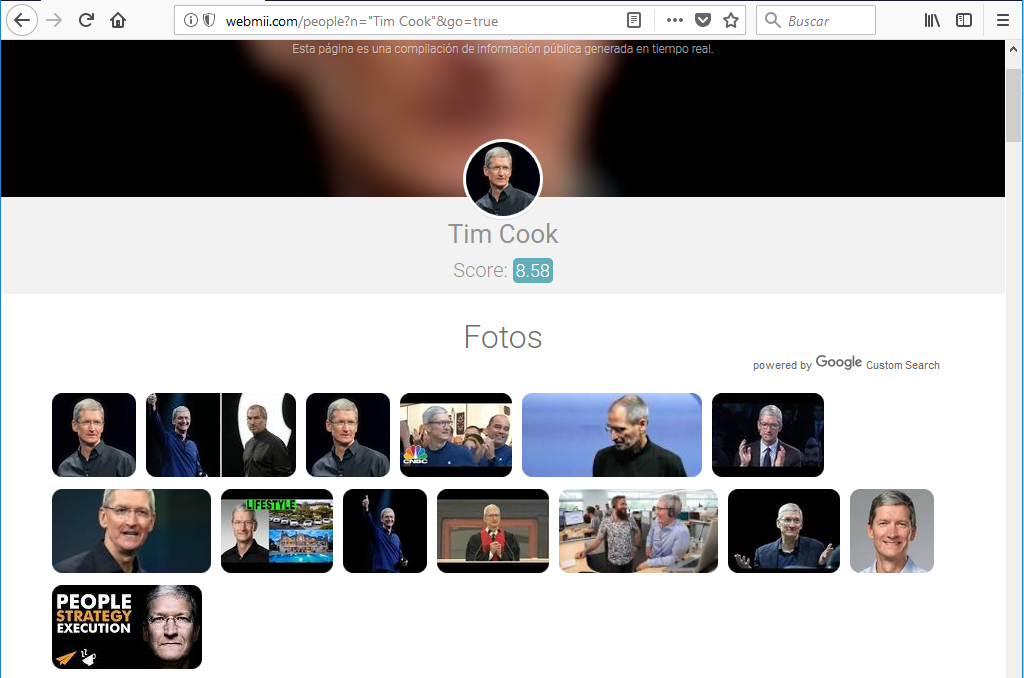 webmii.com/people?n="Tim Cook"&go=true
Buscar
Esta página es una compilación de información pública generada en tiempo real.
Tim Cook
Score: 8.58
Fotos
powered by Google Custom Search
CNBC
LIFESTYLE
PEOPLE
STRATEGY
EXECUTION